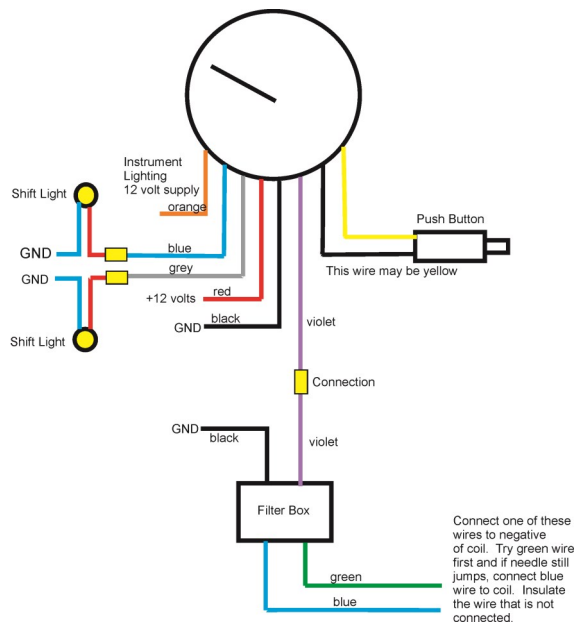 Instrument
Lighting
12 volt supply
orange
Shift Light
Push Button
GND
blue
grey
This wire may be yellow
GND
red
+12 volts
black
GND
violet
Shift Light
Connection
GND
black
violet
Filter Box
Connect one of these
wires to negative
of coil. Try green wire
first and if needle still
jumps, connect blue
wire to coil. Insulate
the wire that is not
connected.
green
blue